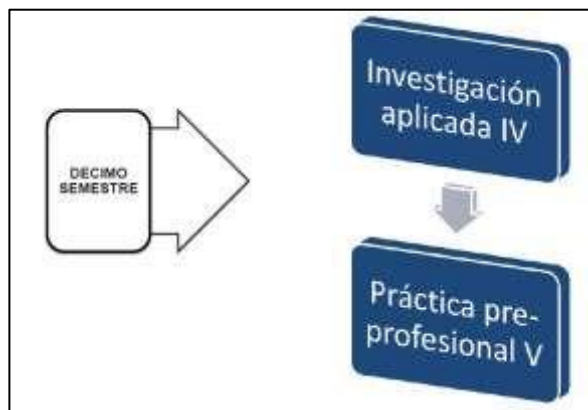 DECIMO
SEMESTRE
Investigación
aplicada IV
Práctica pre-
profesional V